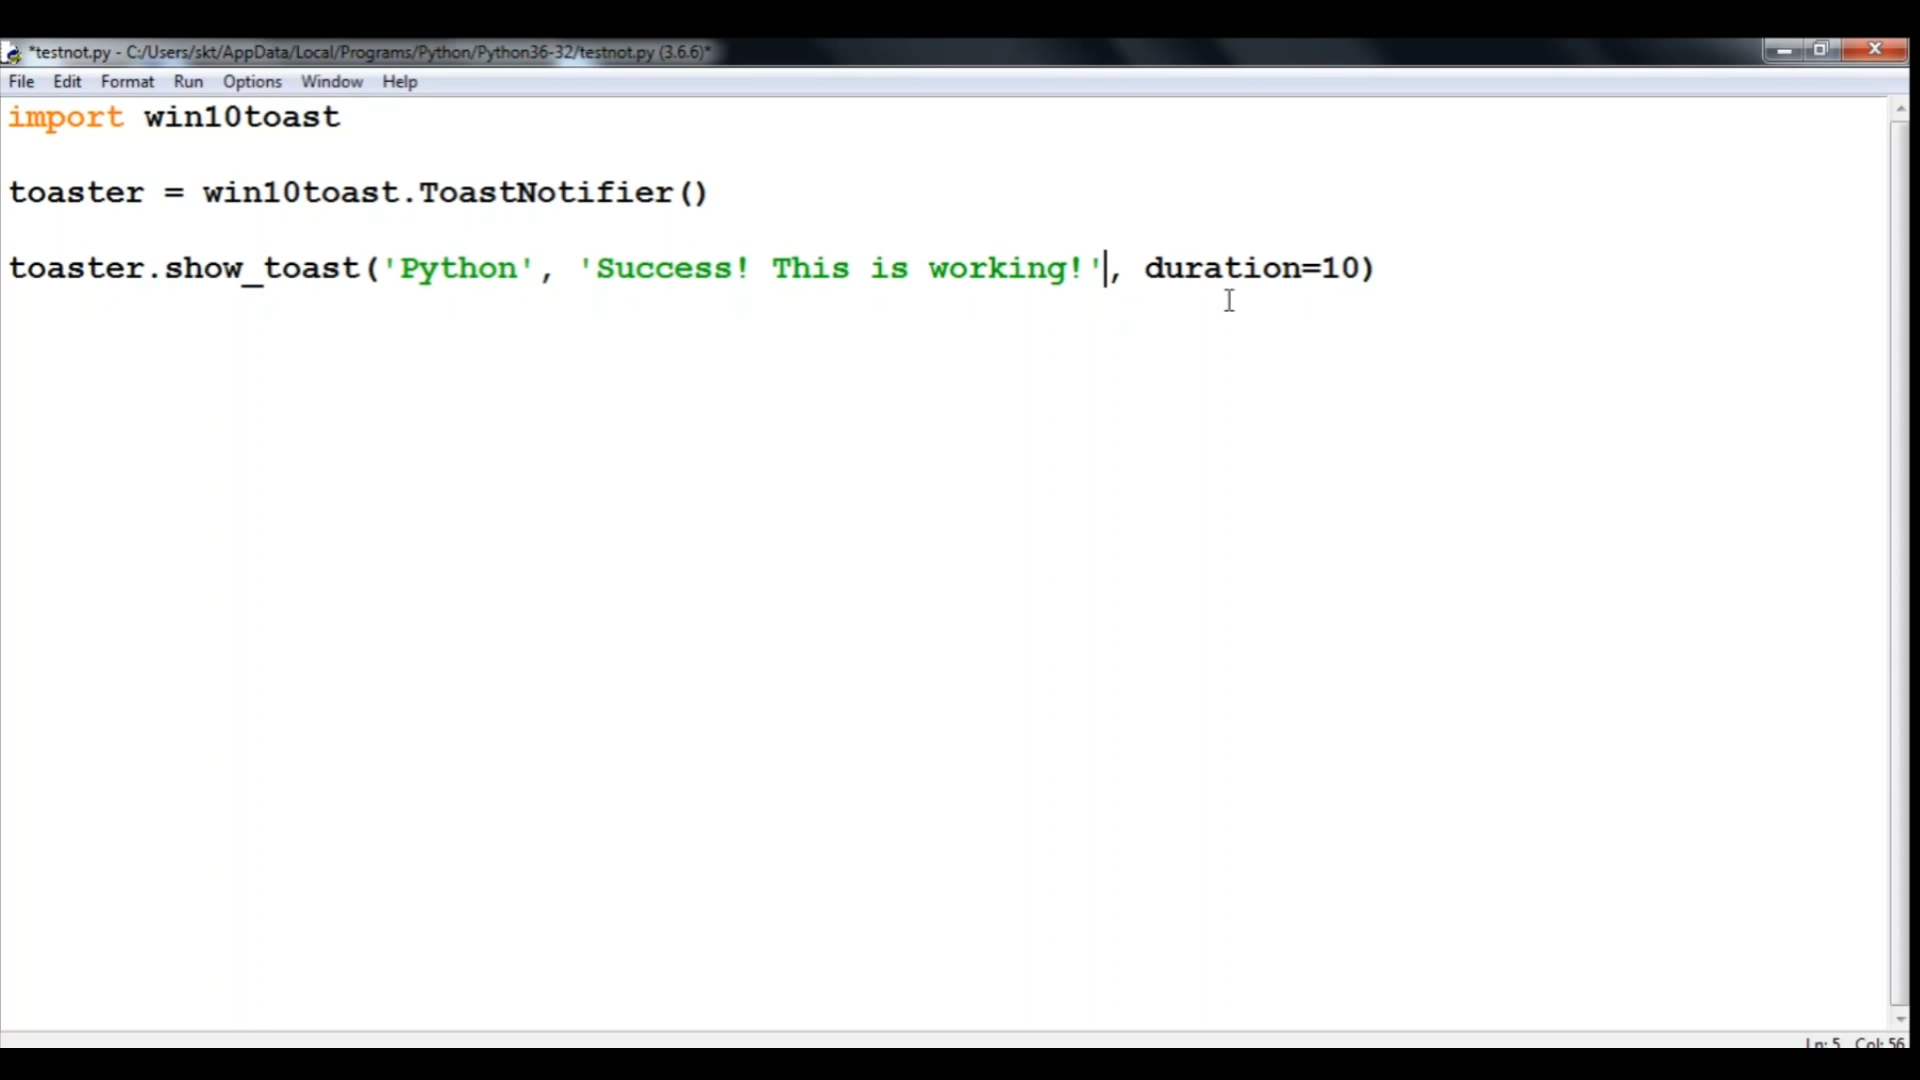 *testnot.py - C:/Users/skt/AppData/Local/Programs/Python/Python36-32/testnot.py (3.6.6)*
File Edit Format Run Options Window Help
import win10toast
toaster = win10toast.ToastNotifier()
toaster.show_toast('Python', 'Success! This is working!', duration=10)
Ln: 5 Col: 56